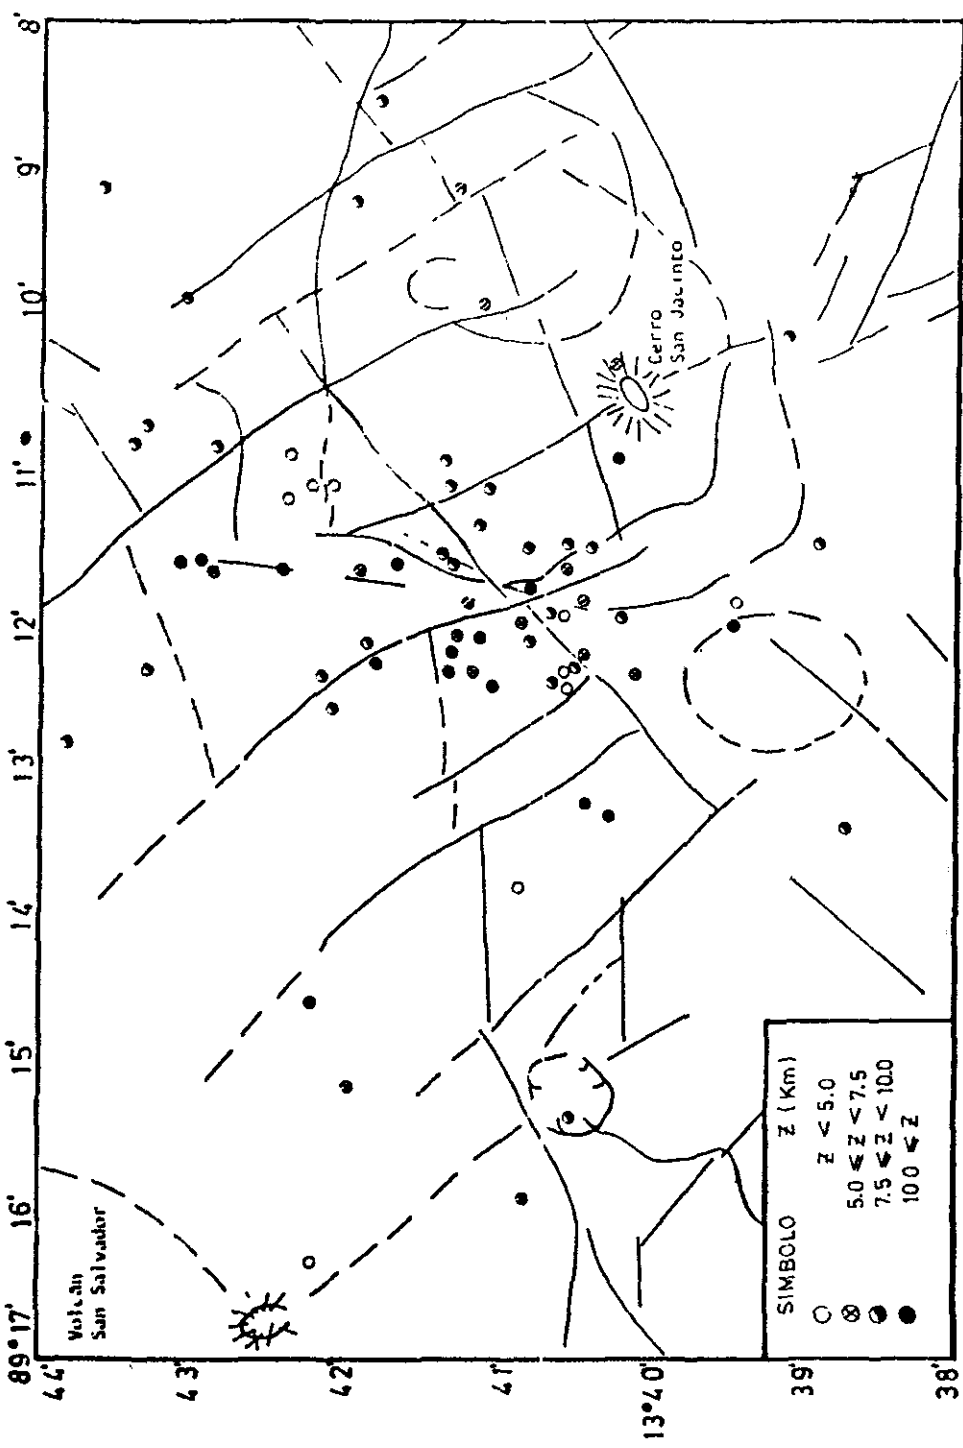 89°17'
16'
15'
14'
13'
12'
11'
10'
9'
8'
44'
43'
42'
41'
13°40'
39'
38'
Volcán
San Salvador
Cerro
San Jacinto
SIMBOLO Z (Km)
Z < 5.0
5.0 ≤ Z < 7.5
7.5 ≤ Z < 10.0
10.0 ≤ Z